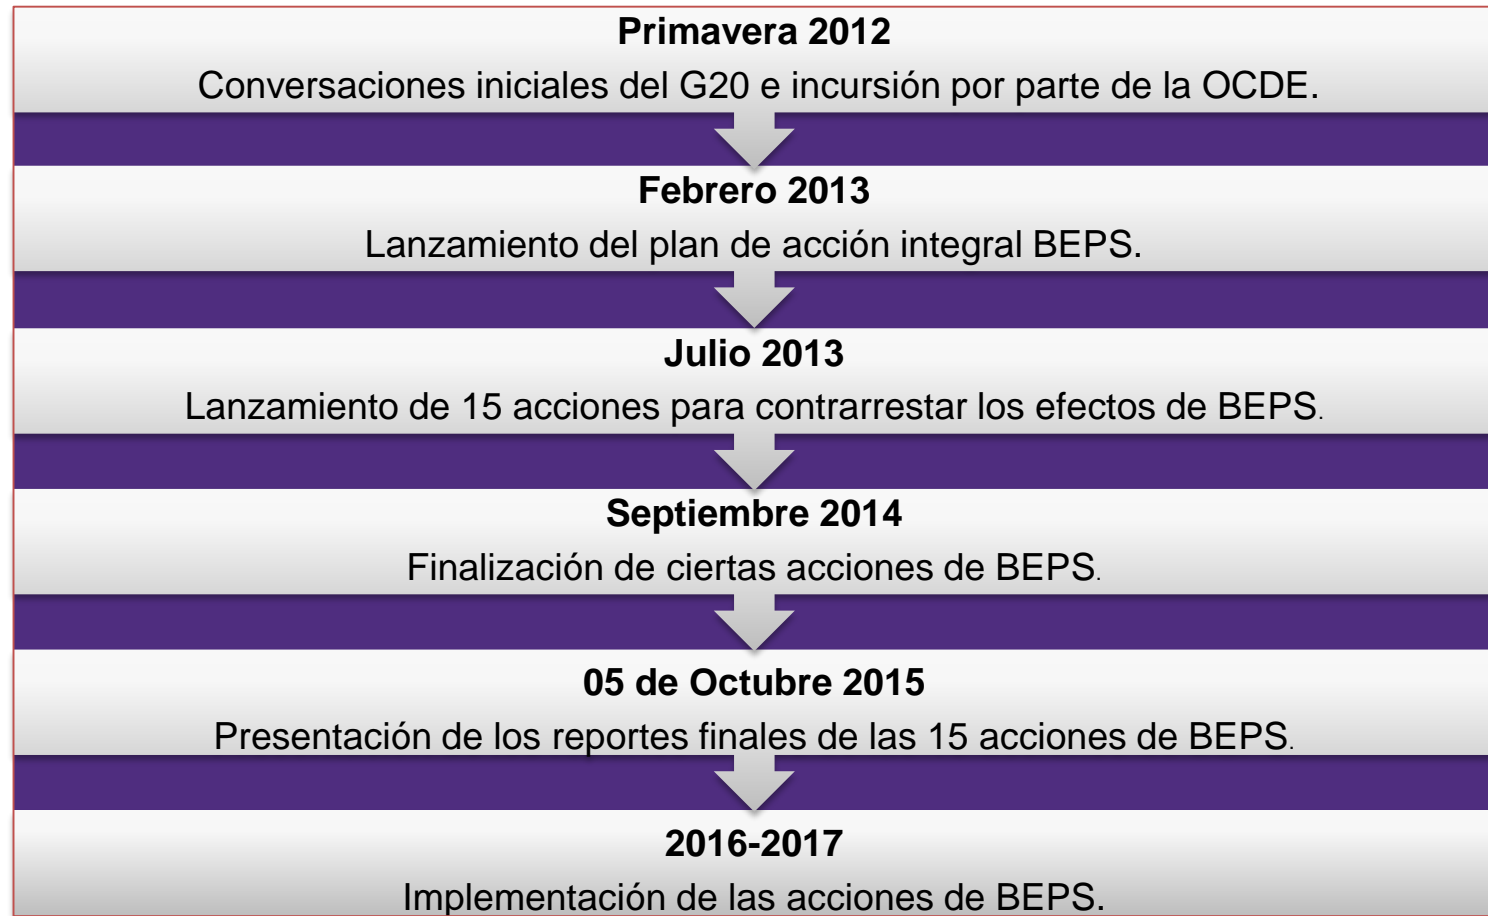 Primavera 2012
Conversaciones iniciales del G20 e incursión por parte de la OCDE.
Febrero 2013
Lanzamiento del plan de acción integral BEPS.
Julio 2013
Lanzamiento de 15 acciones para contrarrestar los efectos de BEPS.
Septiembre 2014
Finalización de ciertas acciones de BEPS.
05 de Octubre 2015
Presentación de los reportes finales de las 15 acciones de BEPS.
2016-2017
Implementación de las acciones de BEPS.